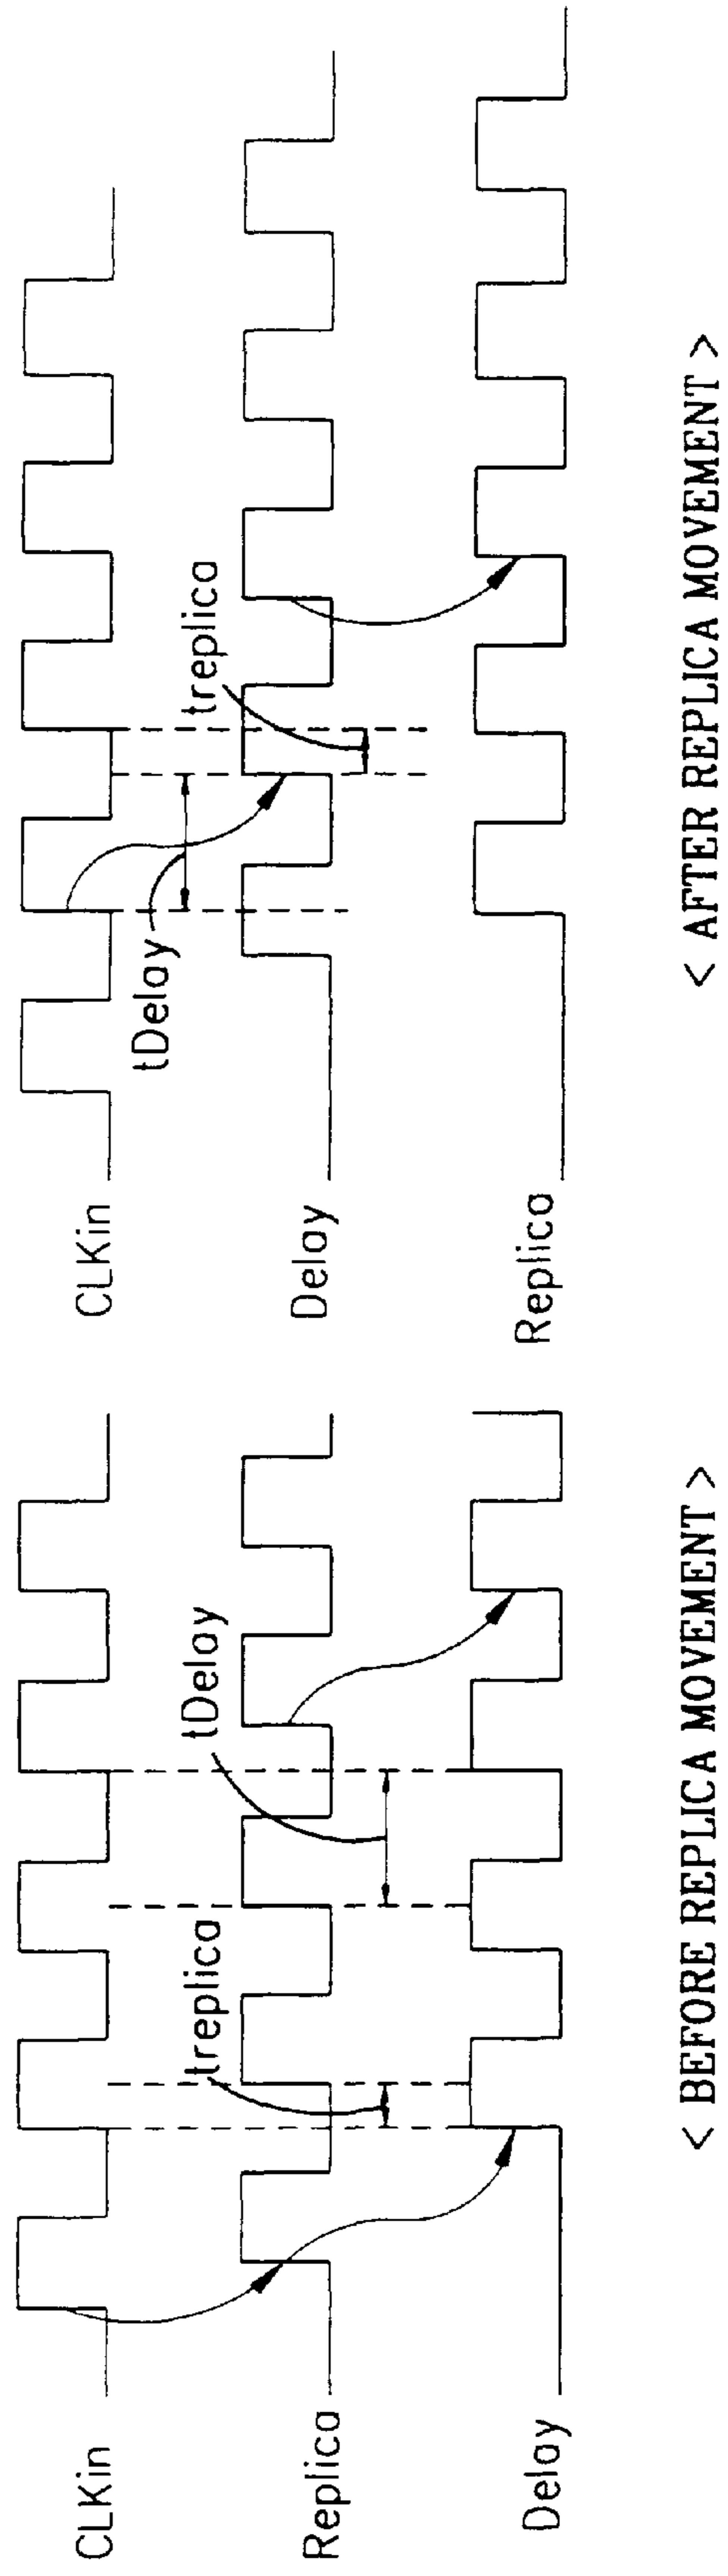 CLKin
Replica
Delay
treplica
tDelay
< BEFORE REPLICA MOVEMENT >
CLKin
Delay
Replica
tDelay
treplica
< AFTER REPLICA MOVEMENT >